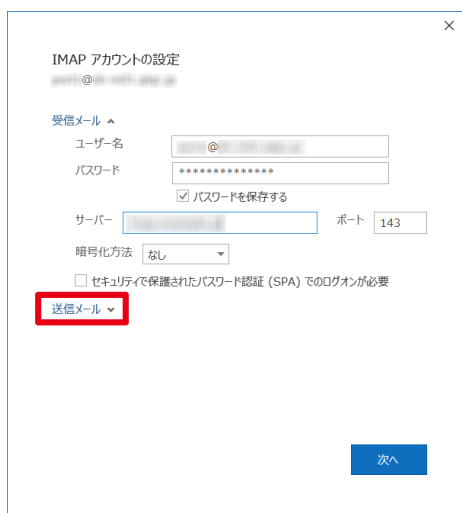 IMAP アカウントの設定
@
受信メール
ユーザー名 @
パスワード **************
パスワードを保存する
サーバー ポート 143
暗号化方法 なし
セキュリティで保護されたパスワード認証 (SPA) でのログオンが必要
送信メール
次へ